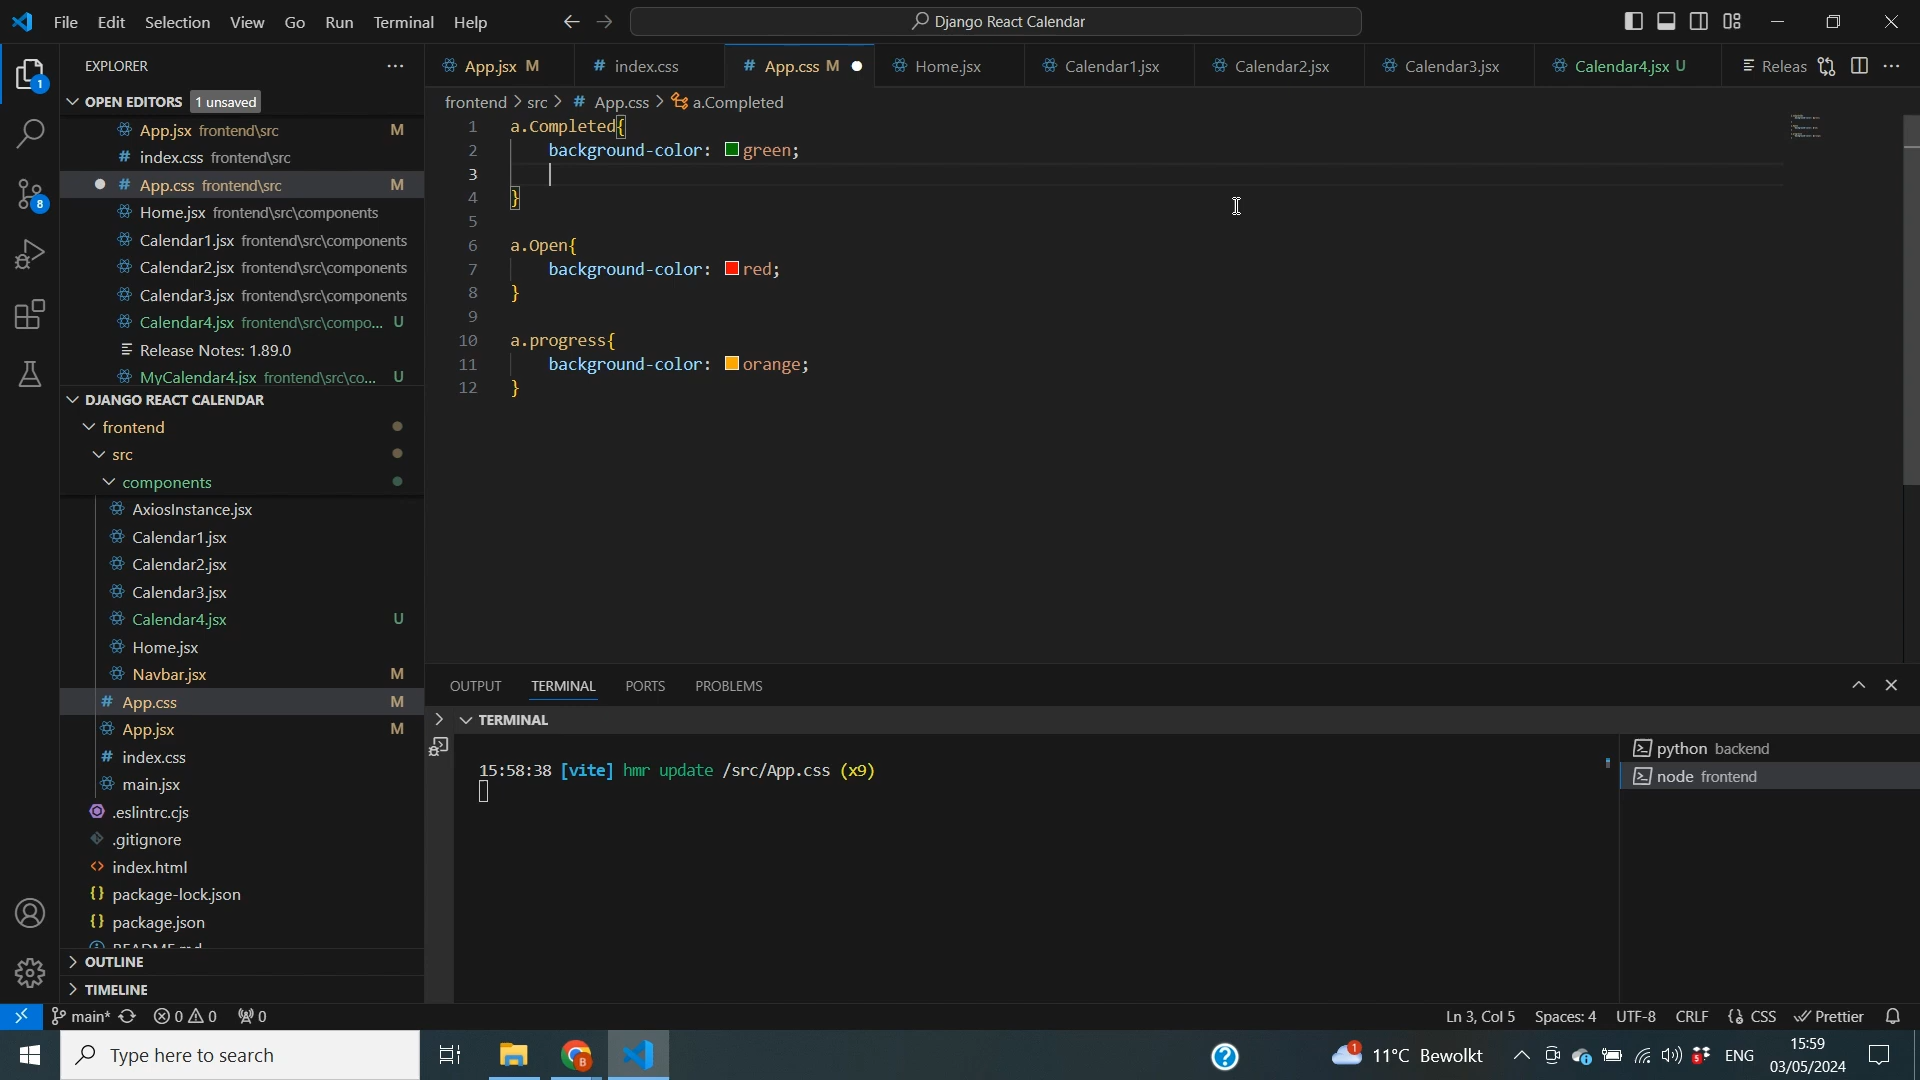 File Edit Selection View Go Run Terminal Help
Django React Calendar
EXPLORER
OPEN EDITORS 1 unsaved
App.jsx frontend\src M
index.css frontend\src
App.css frontend\src M
Home.jsx frontend\src\components
Calendar1.jsx frontend\src\components
Calendar2.jsx frontend\src\components
Calendar3.jsx frontend\src\components
Calendar4.jsx frontend\src\compo... U
Release Notes: 1.89.0
MyCalendar4.jsx frontend\src\co... U
DJANGO REACT CALENDAR
frontend
src
components
AxiosInstance.jsx
Calendar1.jsx
Calendar2.jsx
Calendar3.jsx
Calendar4.jsx U
Home.jsx
Navbar.jsx M
App.css M
App.jsx M
index.css
main.jsx
.eslintrc.cjs
.gitignore
index.html
package-lock.json
package.json
OUTLINE
TIMELINE
1
8
App.jsx M
index.css
App.css M
Home.jsx
Calendar1.jsx
Calendar2.jsx
Calendar3.jsx
Calendar4.jsx U
Releas
frontend > src > # App.css > a.Completed
1 a.Completed{
2 background-color: green;
3
4 }
5
6 a.Open{
7 background-color: red;
8 }
9
10 a.progress{
11 background-color: orange;
12 }
OUTPUT TERMINAL PORTS PROBLEMS
TERMINAL
15:58:38 [vite] hmr update /src/App.css (x9)
python backend
node frontend
main* 0 0 0
Ln 3, Col 5 Spaces: 4 UTF-8 CRLF {} CSS Prettier
Type here to search
1 11°C Bewolkt
ENG
15:59
03/05/2024